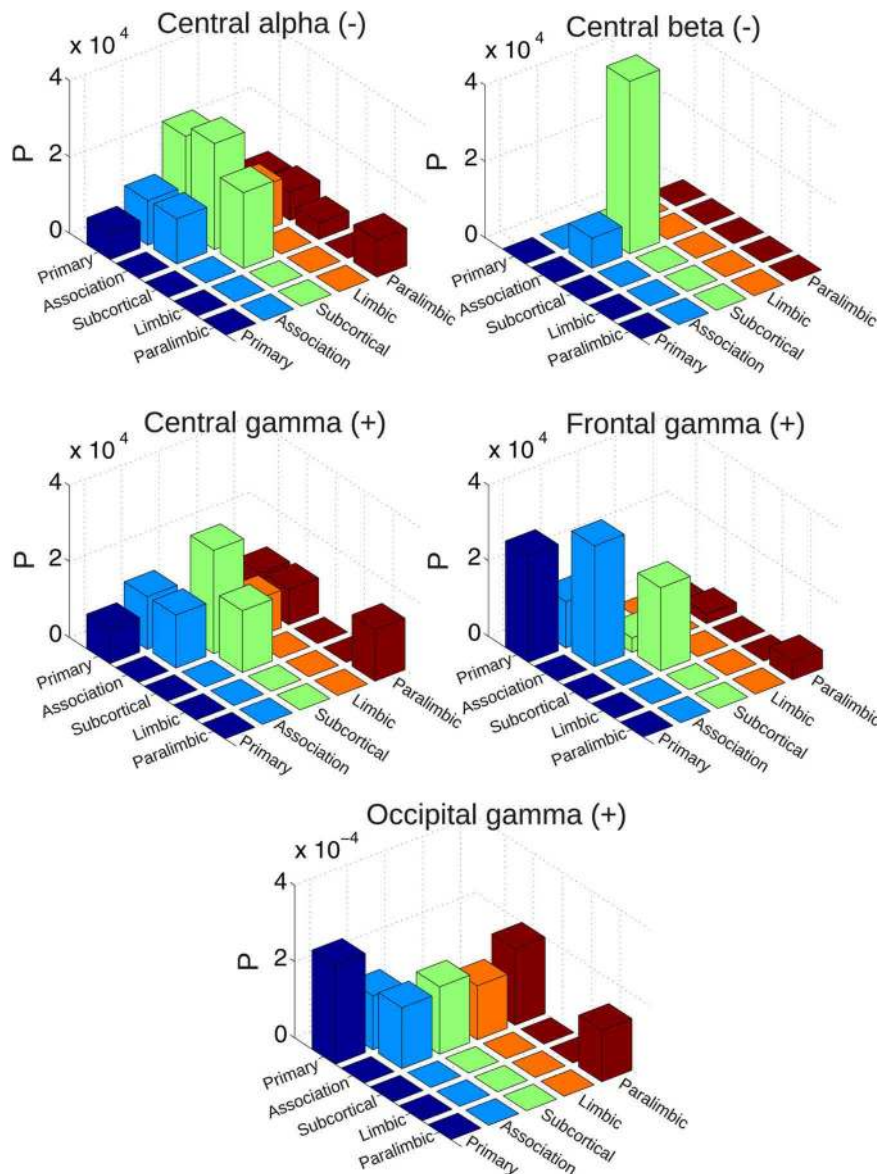 Central alpha (-)
x 10^4
4
2
0
P
Primary
Association
Subcortical
Limbic
Paralimbic
Primary
Association
Subcortical
Limbic
Paralimbic
Central beta (-)
x 10^4
4
2
0
P
Primary
Association
Subcortical
Limbic
Paralimbic
Primary
Association
Subcortical
Limbic
Paralimbic
Central gamma (+)
x 10^4
4
2
0
P
Primary
Association
Subcortical
Limbic
Paralimbic
Primary
Association
Subcortical
Limbic
Paralimbic
Frontal gamma (+)
x 10^4
4
2
0
P
Primary
Association
Subcortical
Limbic
Paralimbic
Primary
Association
Subcortical
Limbic
Paralimbic
Occipital gamma (+)
x 10^−4
4
2
0
P
Primary
Association
Subcortical
Limbic
Paralimbic
Primary
Association
Subcortical
Limbic
Paralimbic